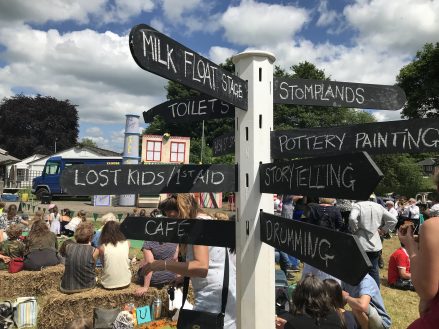 MILK FLOAT STAGE
STOMPLANDS
TOILETS
POTTERY PAINTING
LOST KIDS/1ST AID
STORYTELLING
CAFE
DRUMMING